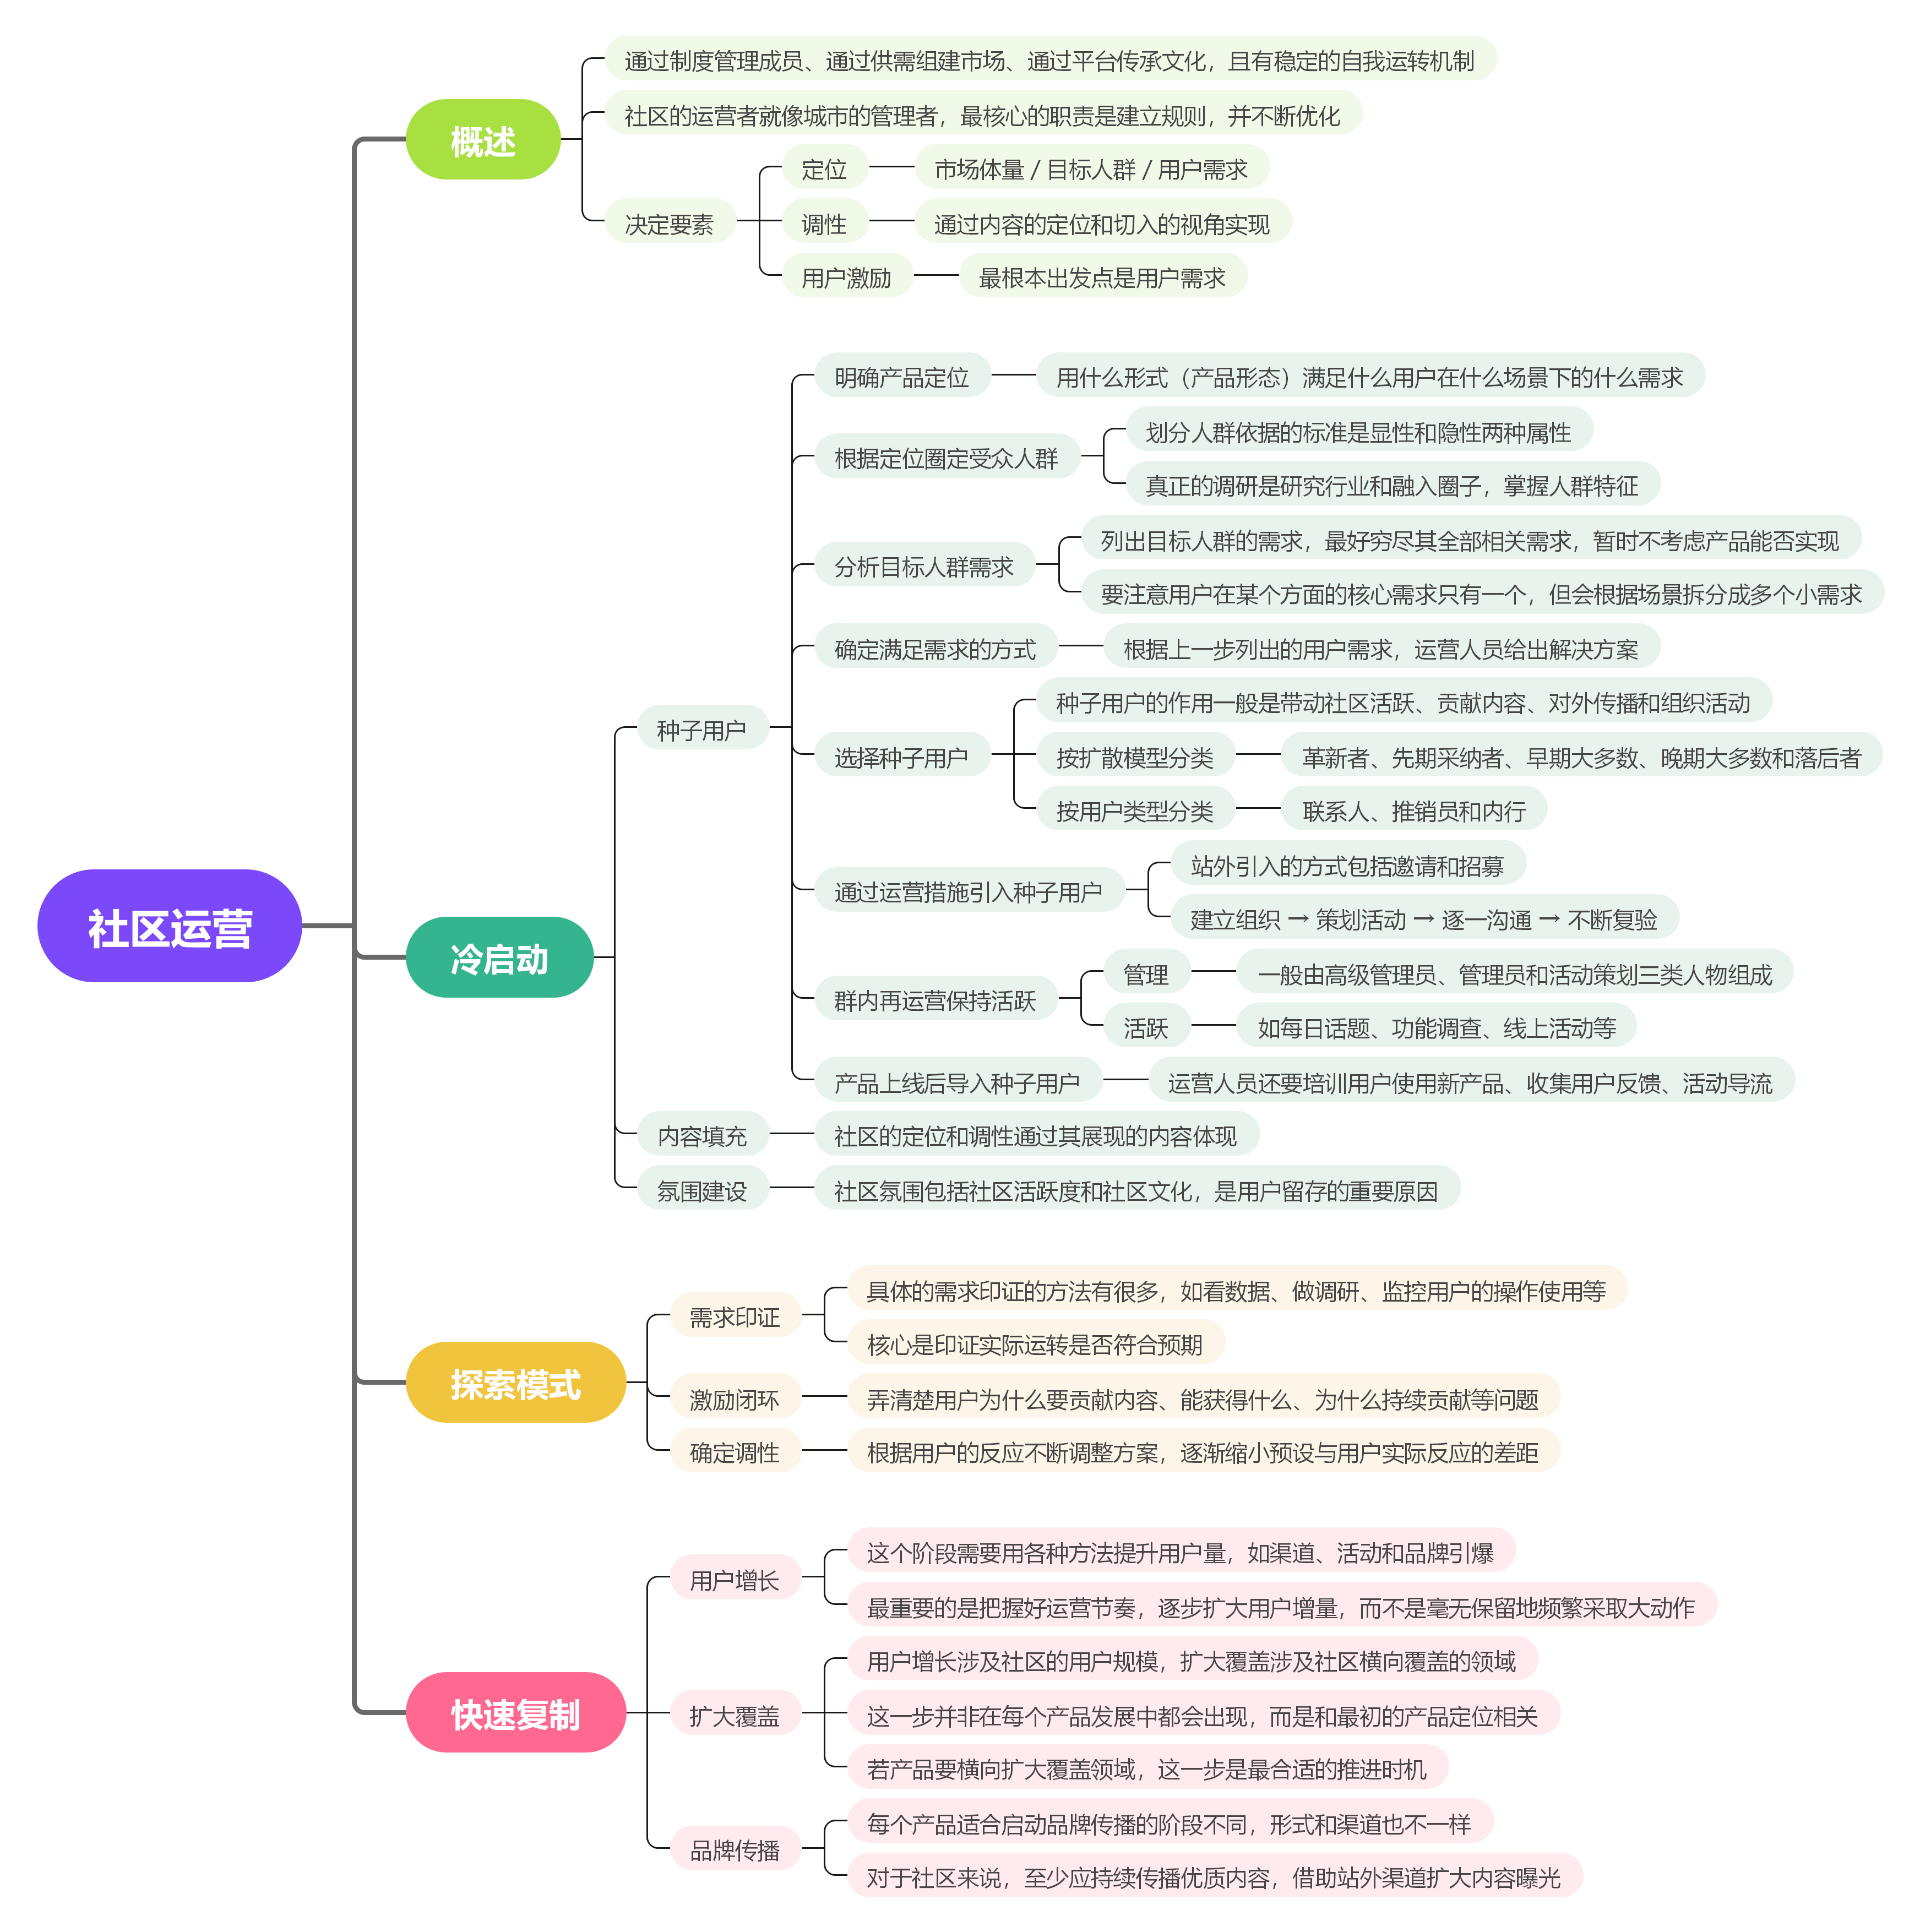 社区运营
概述
通过制度管理成员、通过供需组建市场、通过平台传承文化，且有稳定的自我运转机制
社区的运营者就像城市的管理者，最核心的职责是建立规则，并不断优化
决定要素
定位
市场体量 / 目标人群 / 用户需求
调性
通过内容的定位和切入的视角实现
用户激励
最根本出发点是用户需求
冷启动
种子用户
明确产品定位
用什么形式（产品形态）满足什么用户在什么场景下的什么需求
根据定位圈定受众人群
划分人群依据的标准是显性和隐性两种属性
真正的调研是研究行业和融入圈子，掌握人群特征
分析目标人群需求
列出目标人群的需求，最好穷尽其全部相关需求，暂时不考虑产品能否实现
要注意用户在某个方面的核心需求只有一个，但会根据场景拆分成多个小需求
确定满足需求的方式
根据上一步列出的用户需求，运营人员给出解决方案
选择种子用户
种子用户的作用一般是带动社区活跃、贡献内容、对外传播和组织活动
按扩散模型分类
革新者、先期采纳者、早期大多数、晚期大多数和落后者
按用户类型分类
联系人、推销员和内行
通过运营措施引入种子用户
站外引入的方式包括邀请和招募
建立组织 → 策划活动 → 逐一沟通 → 不断复验
群内再运营保持活跃
管理
一般由高级管理员、管理员和活动策划三类人物组成
活跃
如每日话题、功能调查、线上活动等
产品上线后导入种子用户
运营人员还要培训用户使用新产品、收集用户反馈、活动导流
内容填充
社区的定位和调性通过其展现的内容体现
氛围建设
社区氛围包括社区活跃度和社区文化，是用户留存的重要原因
探索模式
需求印证
具体的需求印证的方法有很多，如看数据、做调研、监控用户的操作使用等
核心是印证实际运转是否符合预期
激励闭环
弄清楚用户为什么要贡献内容、能获得什么、为什么持续贡献等问题
确定调性
根据用户的反应不断调整方案，逐渐缩小预设与用户实际反应的差距
快速复制
用户增长
这个阶段需要用各种方法提升用户量，如渠道、活动和品牌引爆
最重要的是把握好运营节奏，逐步扩大用户增量，而不是毫无保留地频繁采取大动作
扩大覆盖
用户增长涉及社区的用户规模，扩大覆盖涉及社区横向覆盖的领域
这一步并非在每个产品发展中都会出现，而是和最初的产品定位相关
若产品要横向扩大覆盖领域，这一步是最合适的推进时机
品牌传播
每个产品适合启动品牌传播的阶段不同，形式和渠道也不一样
对于社区来说，至少应持续传播优质内容，借助站外渠道扩大内容曝光